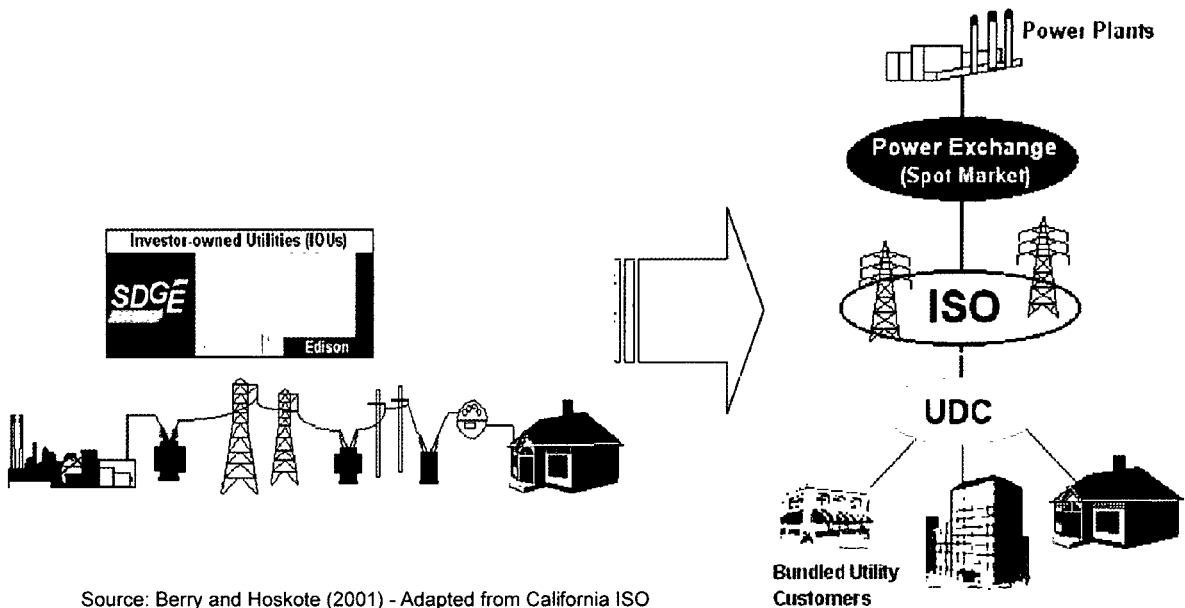 Investor-owned Utilities (IOUs)
SDGE
Edison
Power Plants
Power Exchange
(Spot Market)
ISO
UDC
Bundled Utility
Customers
Source: Berry and Hoskote (2001) - Adapted from California ISO